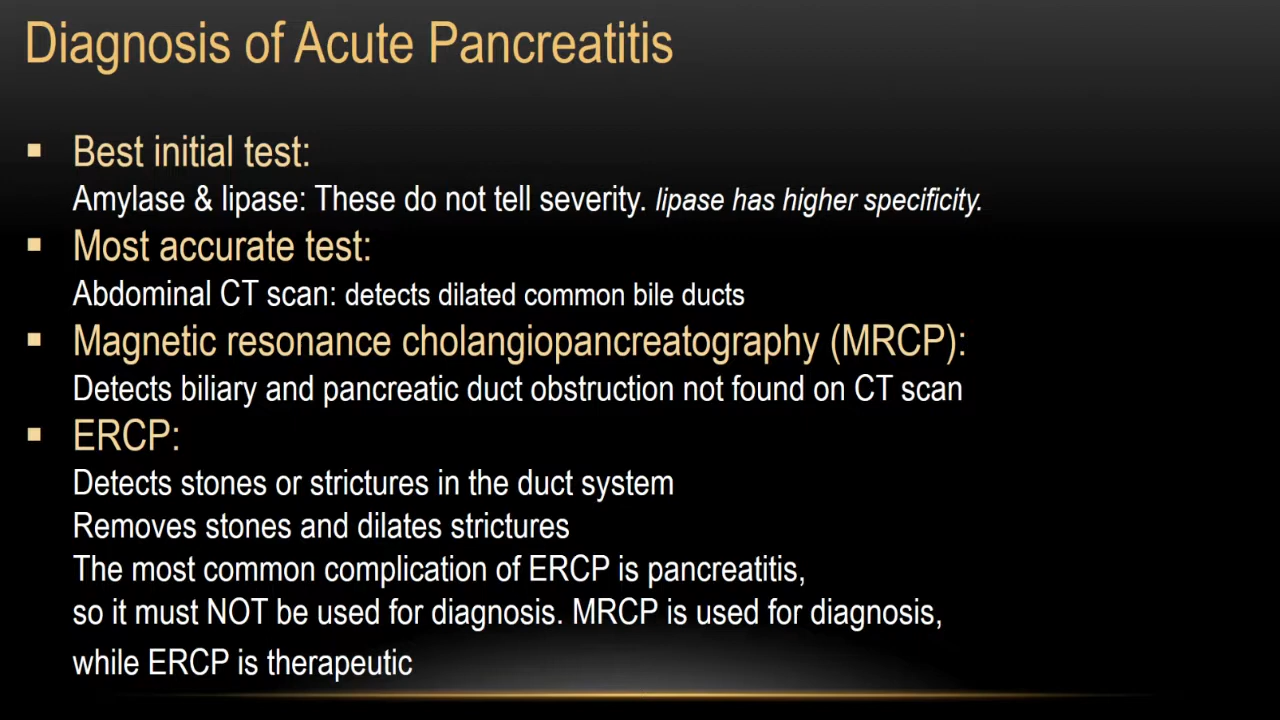 Diagnosis of Acute Pancreatitis
▪ Best initial test:
Amylase & lipase: These do not tell severity. lipase has higher specificity.
▪ Most accurate test:
Abdominal CT scan: detects dilated common bile ducts
▪ Magnetic resonance cholangiopancreatography (MRCP):
Detects biliary and pancreatic duct obstruction not found on CT scan
▪ ERCP:
Detects stones or strictures in the duct system
Removes stones and dilates strictures
The most common complication of ERCP is pancreatitis,
so it must NOT be used for diagnosis. MRCP is used for diagnosis,
while ERCP is therapeutic